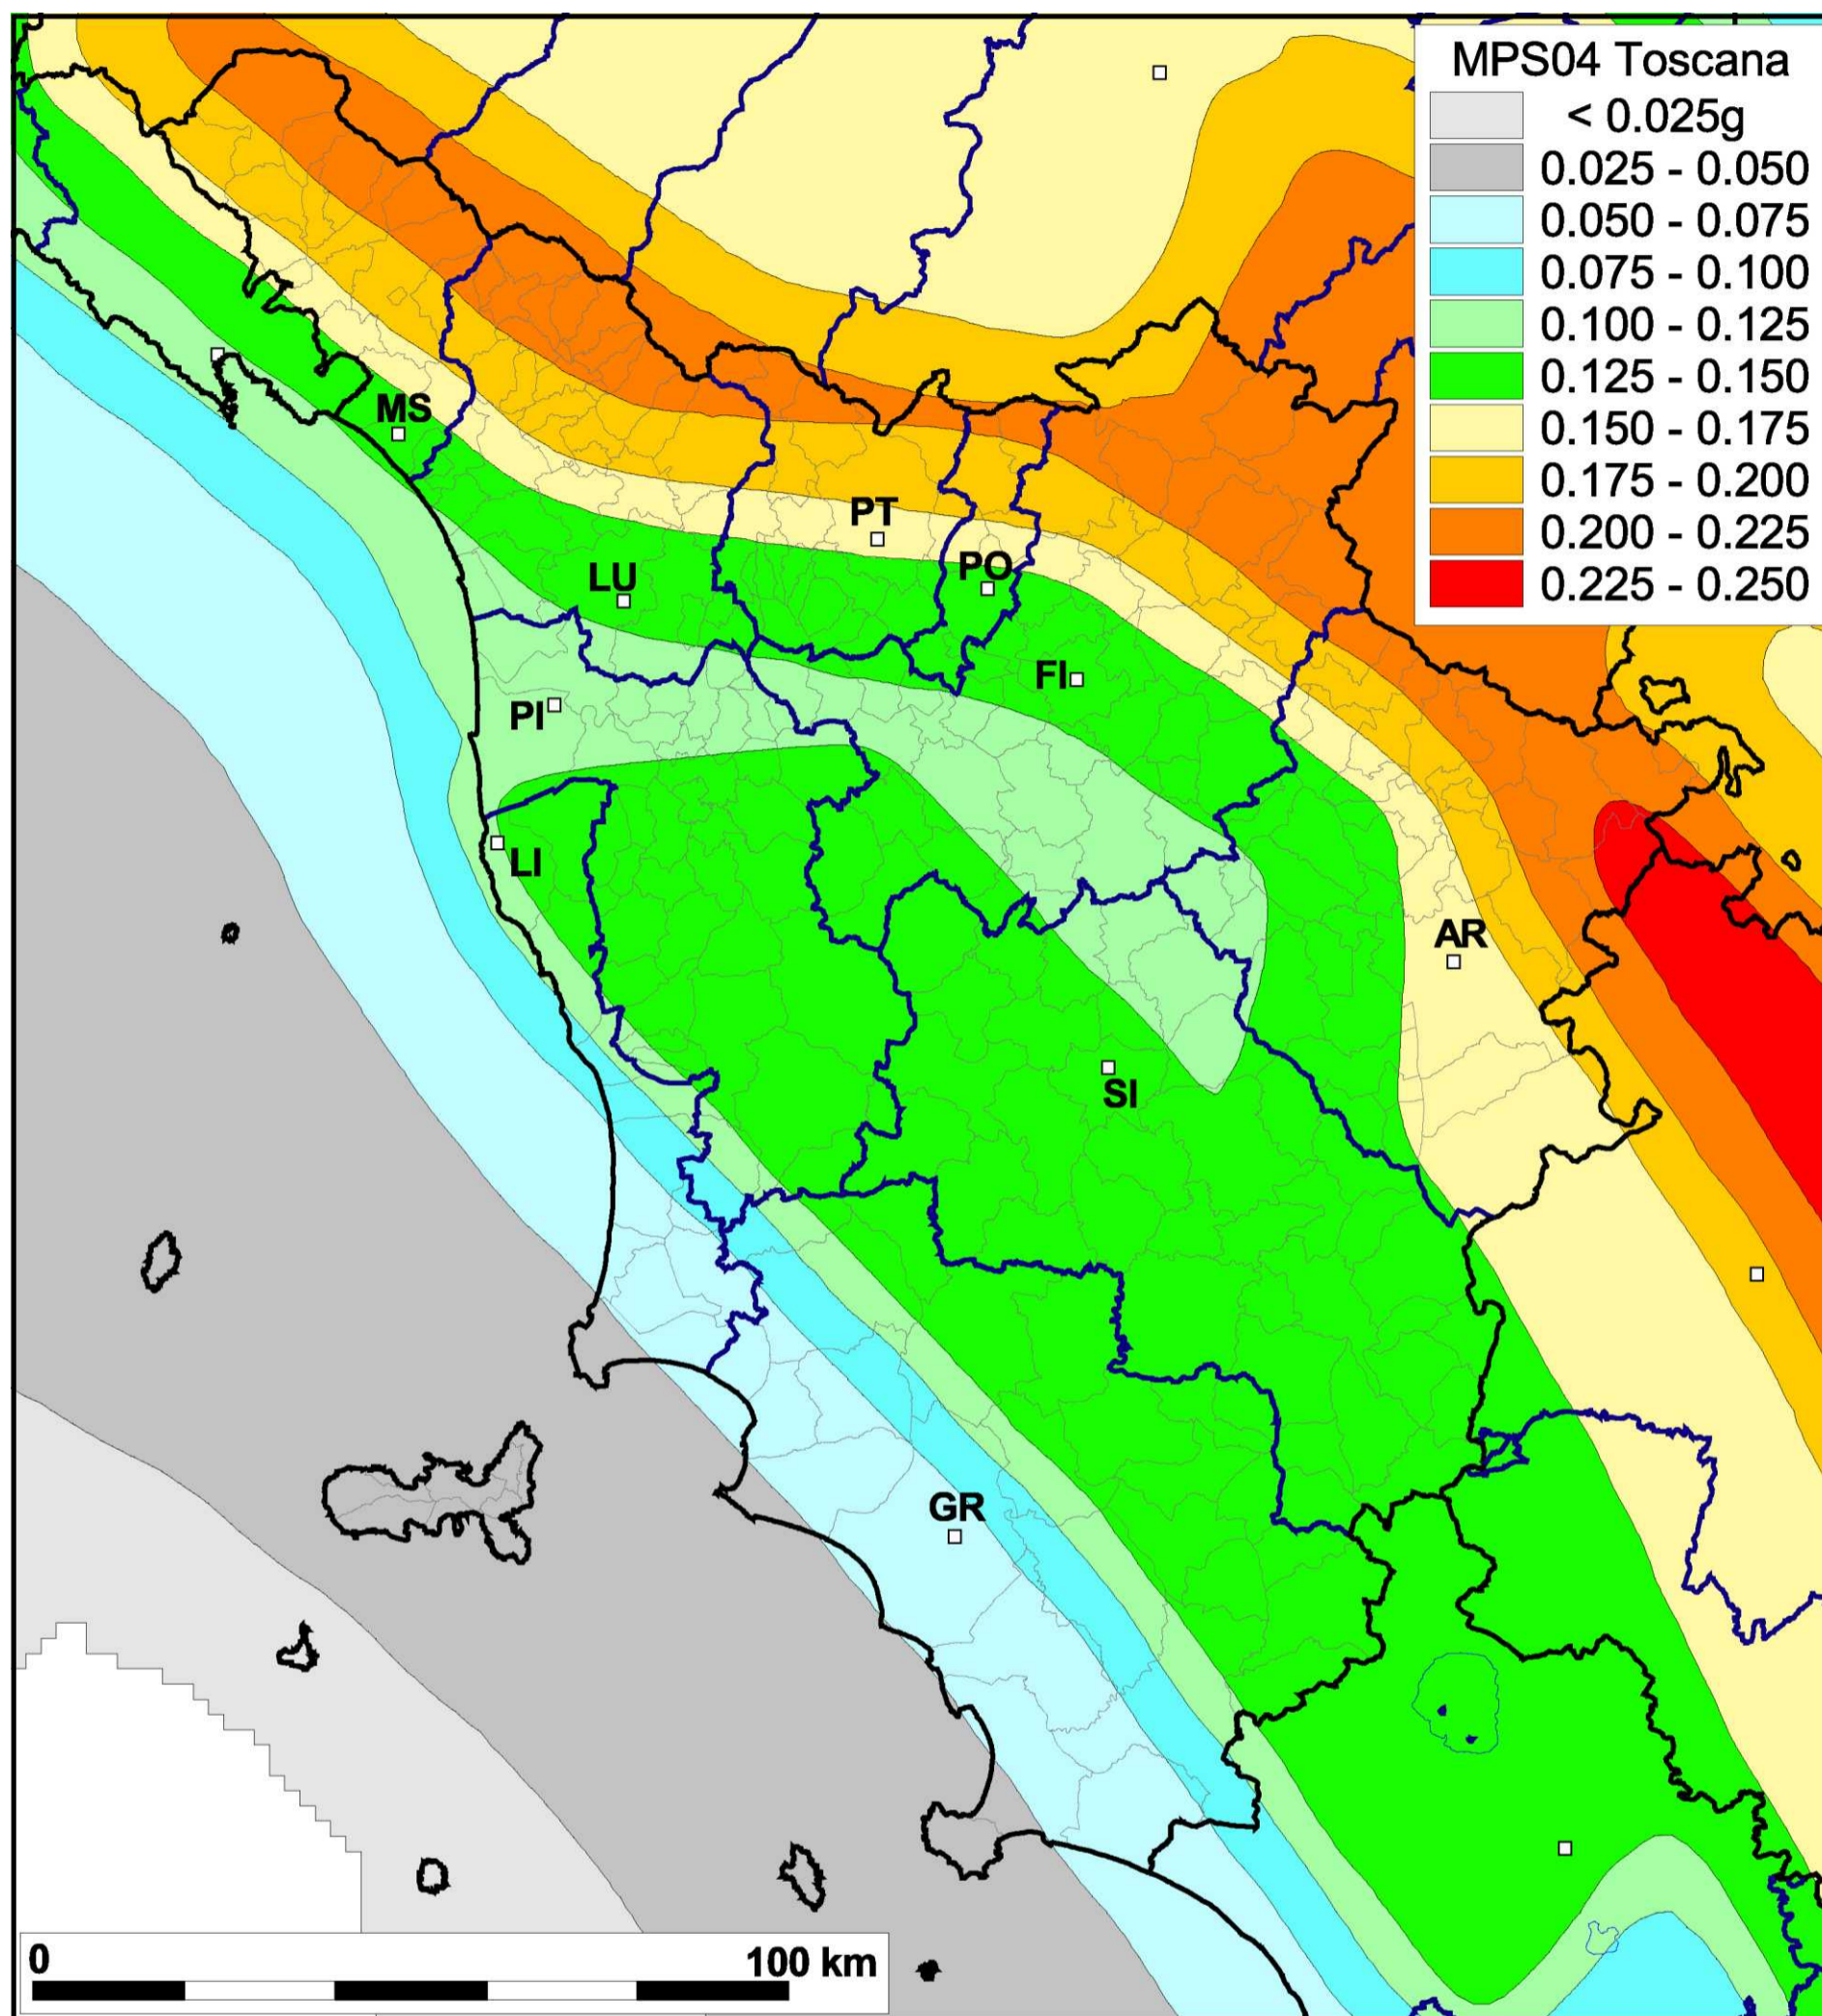 MPS04 Toscana
< 0.025g
0.025 - 0.050
0.050 - 0.075
0.075 - 0.100
0.100 - 0.125
0.125 - 0.150
0.150 - 0.175
0.175 - 0.200
0.200 - 0.225
0.225 - 0.250
MS
PT
PO
LU
FI
PI
LI
AR
SI
GR
0 100 km